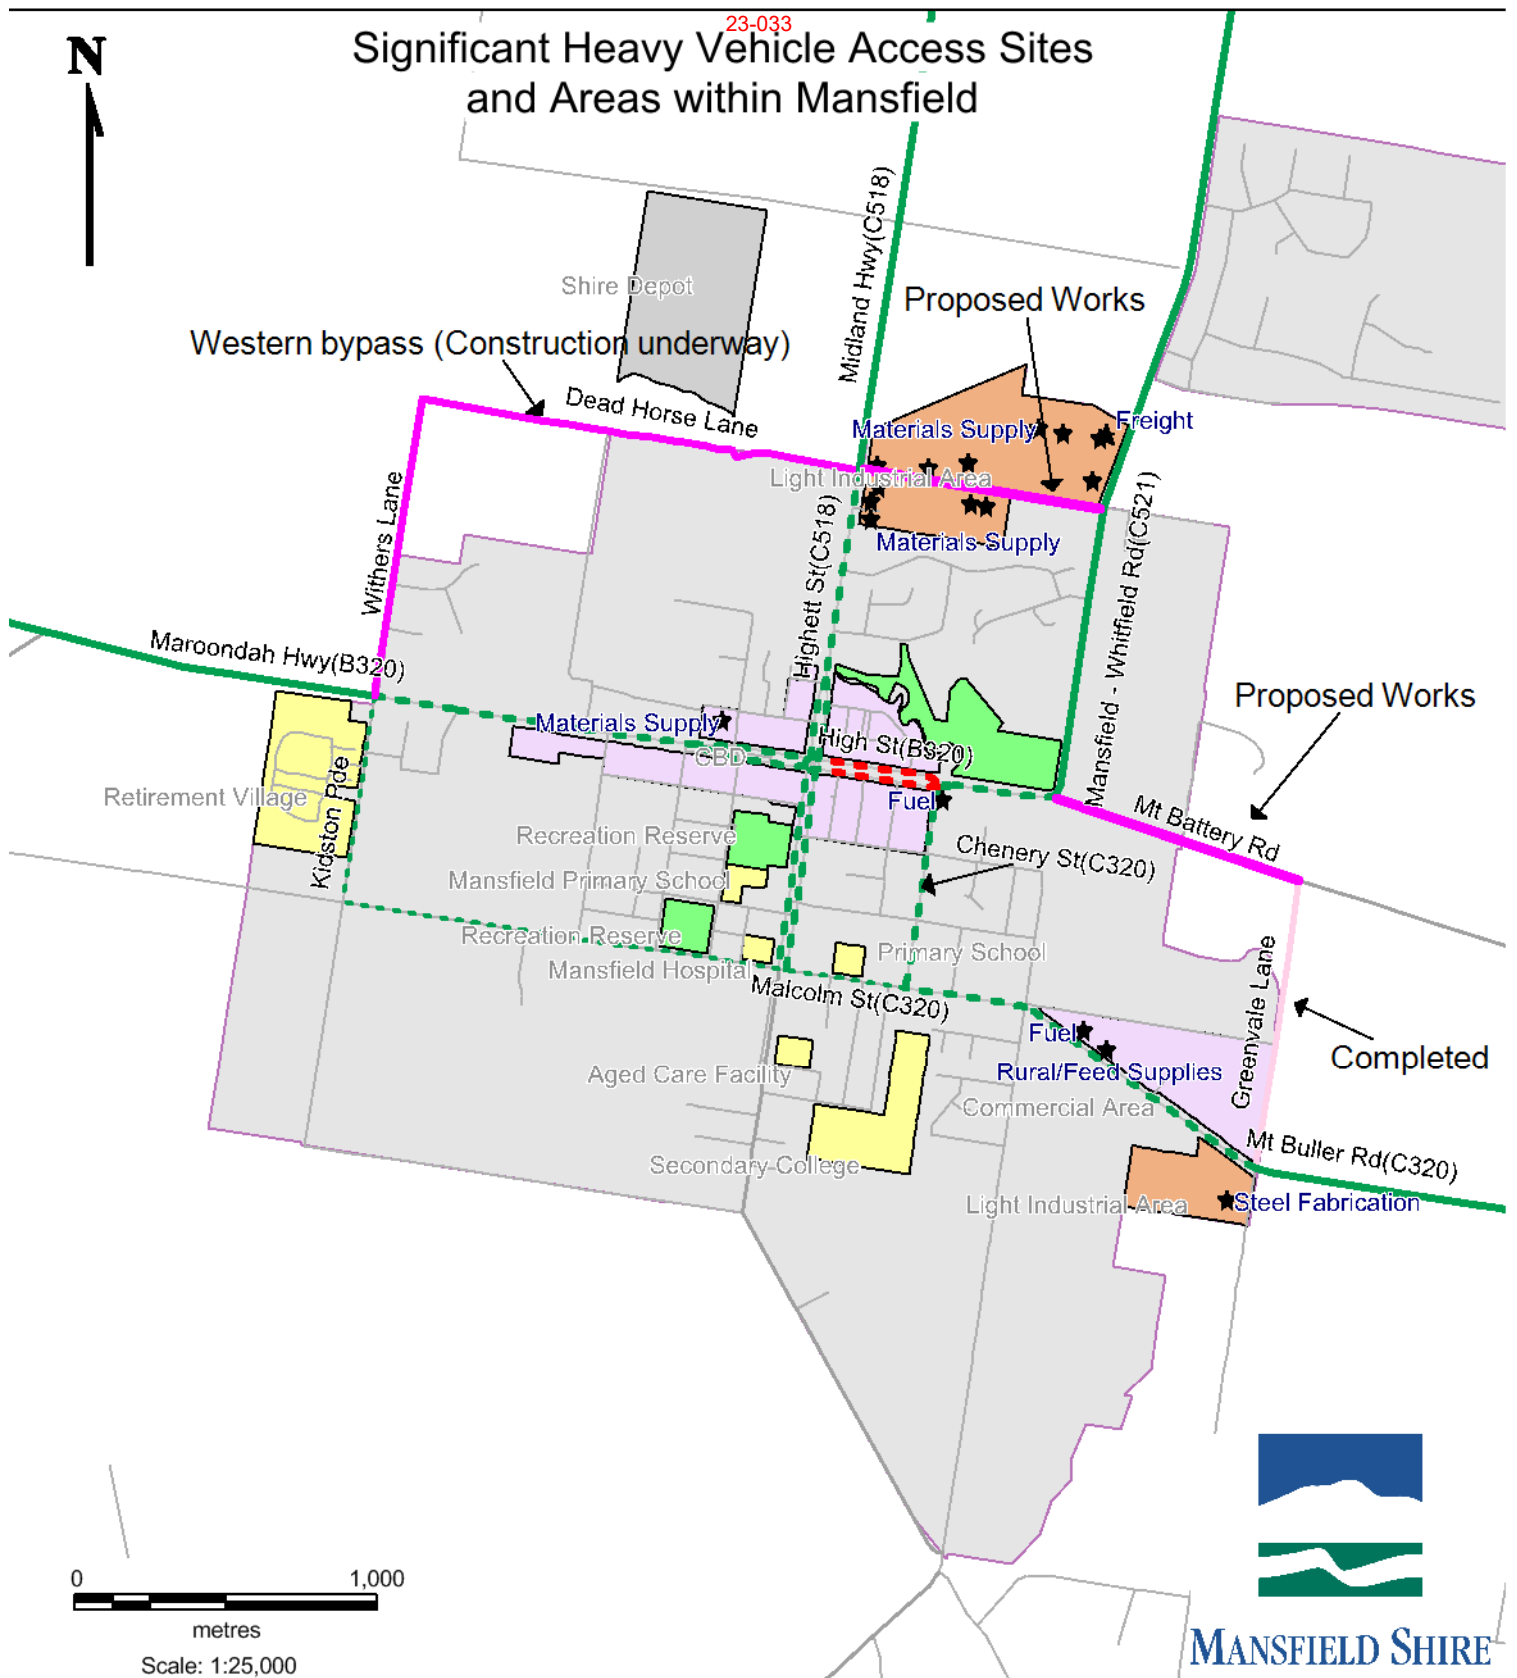 23-033
Significant Heavy Vehicle Access Sites
and Areas within Mansfield
N
Midland Hwy(C518)
Shire Depot
Proposed Works
Western bypass (Construction underway)
Dead Horse Lane
Freight
Materials Supply
Light Industrial Area
Materials Supply
Withers Lane
Highett St(C518)
Mansfield - Whitfield Rd(C521)
Maroondah Hwy(B320)
Proposed Works
Materials Supply
High St(B320)
CBD
Retirement Village
Kidston Pde
Fuel
Mt Battery Rd
Recreation Reserve
Chenery St(C320)
Mansfield Primary School
Recreation Reserve
Primary School
Mansfield Hospital
Malcolm St(C320)
Greenvale Lane
Fuel
Completed
Rural/Feed Supplies
Aged Care Facility
Commercial Area
Mt Buller Rd(C320)
Secondary College
Light Industrial Area
Steel Fabrication
0 1,000
metres
Scale: 1:25,000
MANSFIELD SHIRE